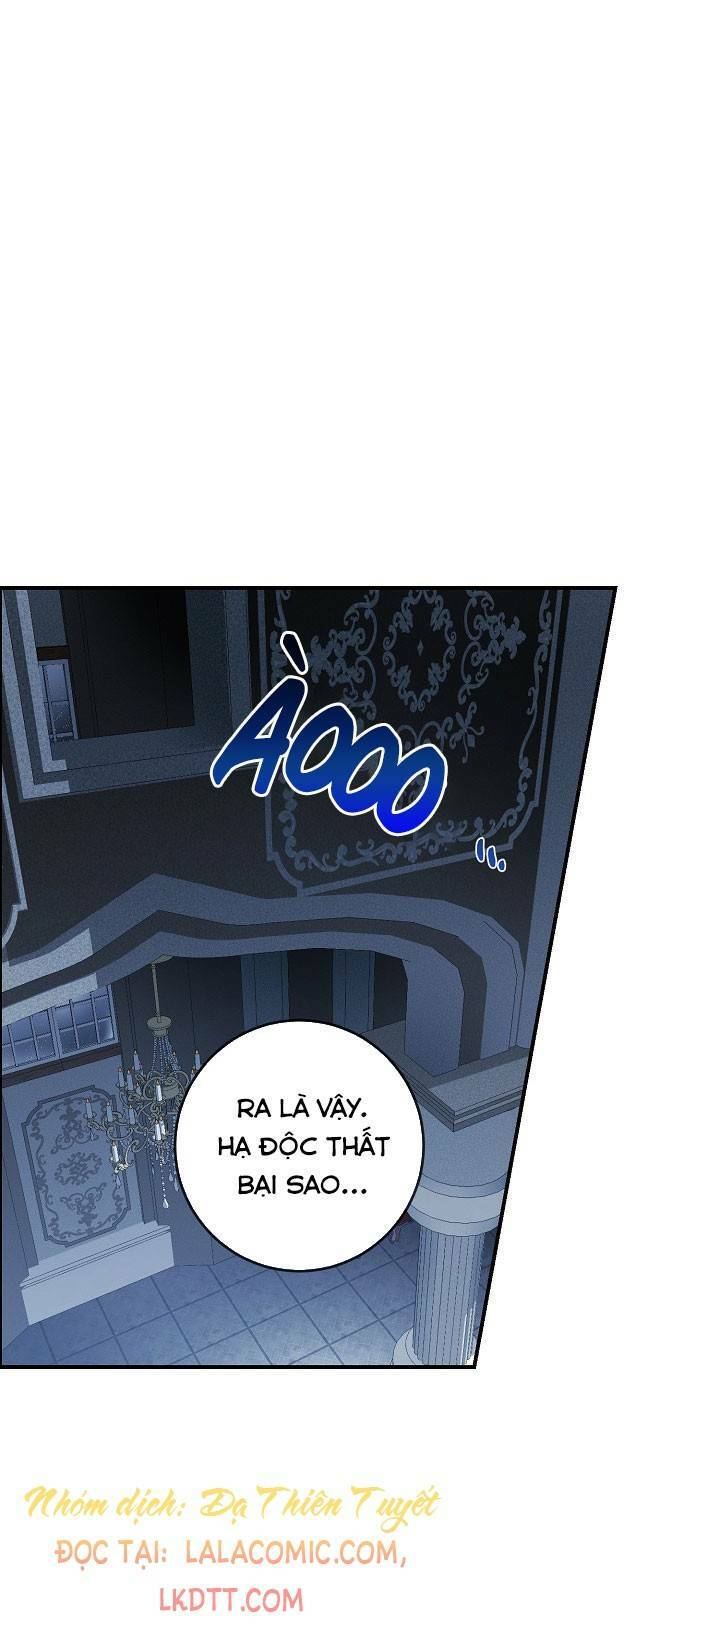 ÀOOO
RA LÀ VẬY.
HẠ ĐỘC THẤT
BẠI SAO...
Nhóm dịch: Dạ Thiên Tuyết
ĐỌC TẠI: LALACOMIC.COM,
LKDTT.COM